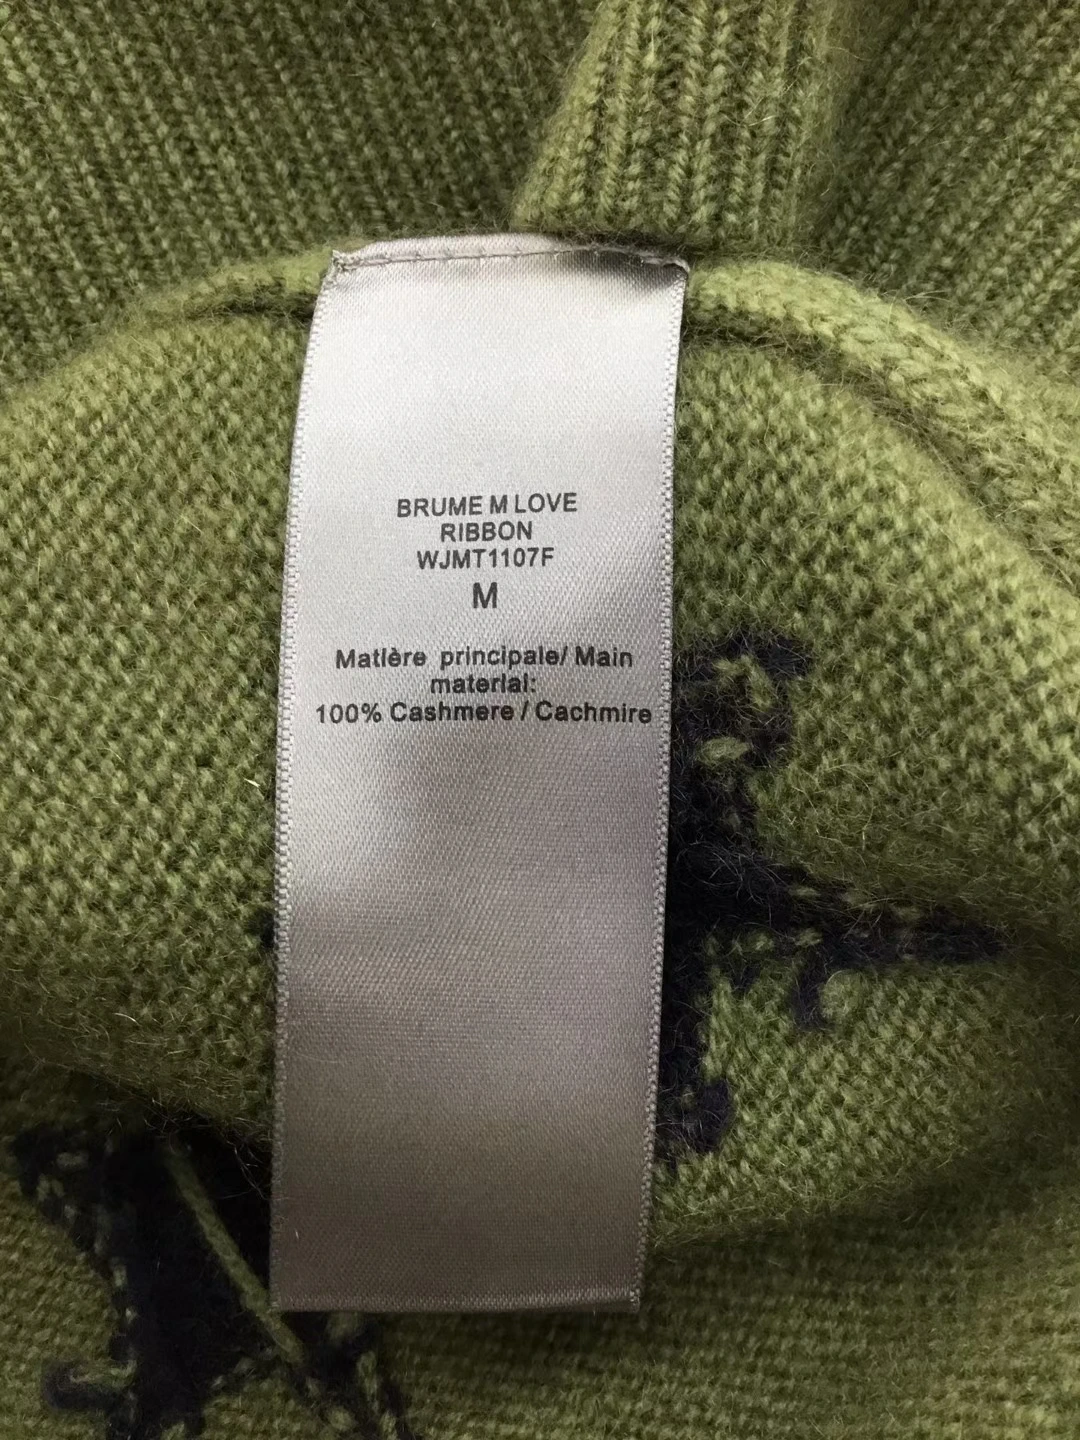 BRUME M LOVE
RIBBON
WJMT1107F
M
Matière principale/ Main
material:
100% Cashmere / Cachmire